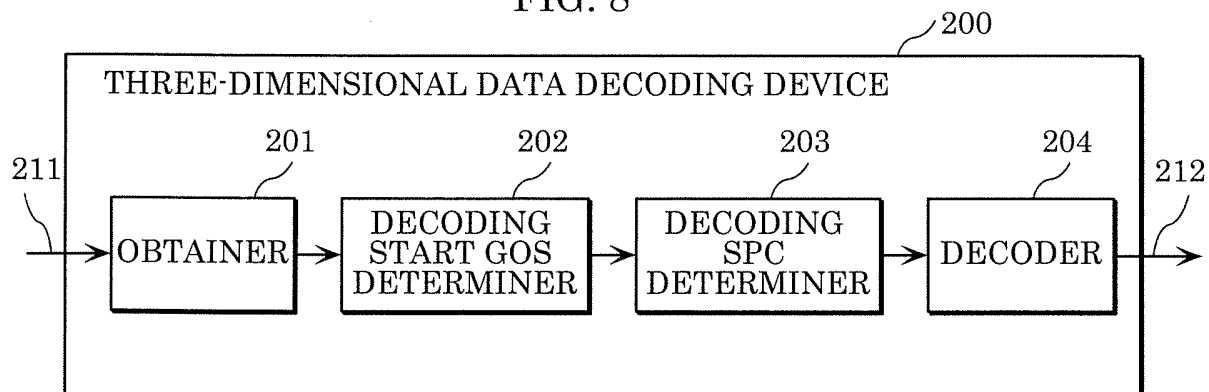 FIG. 8
200
THREE-DIMENSIONAL DATA DECODING DEVICE
201
202
203
204
211
212
OBTAINER
DECODING
START GOS
DETERMINER
DECODING
SPC
DETERMINER
DECODER